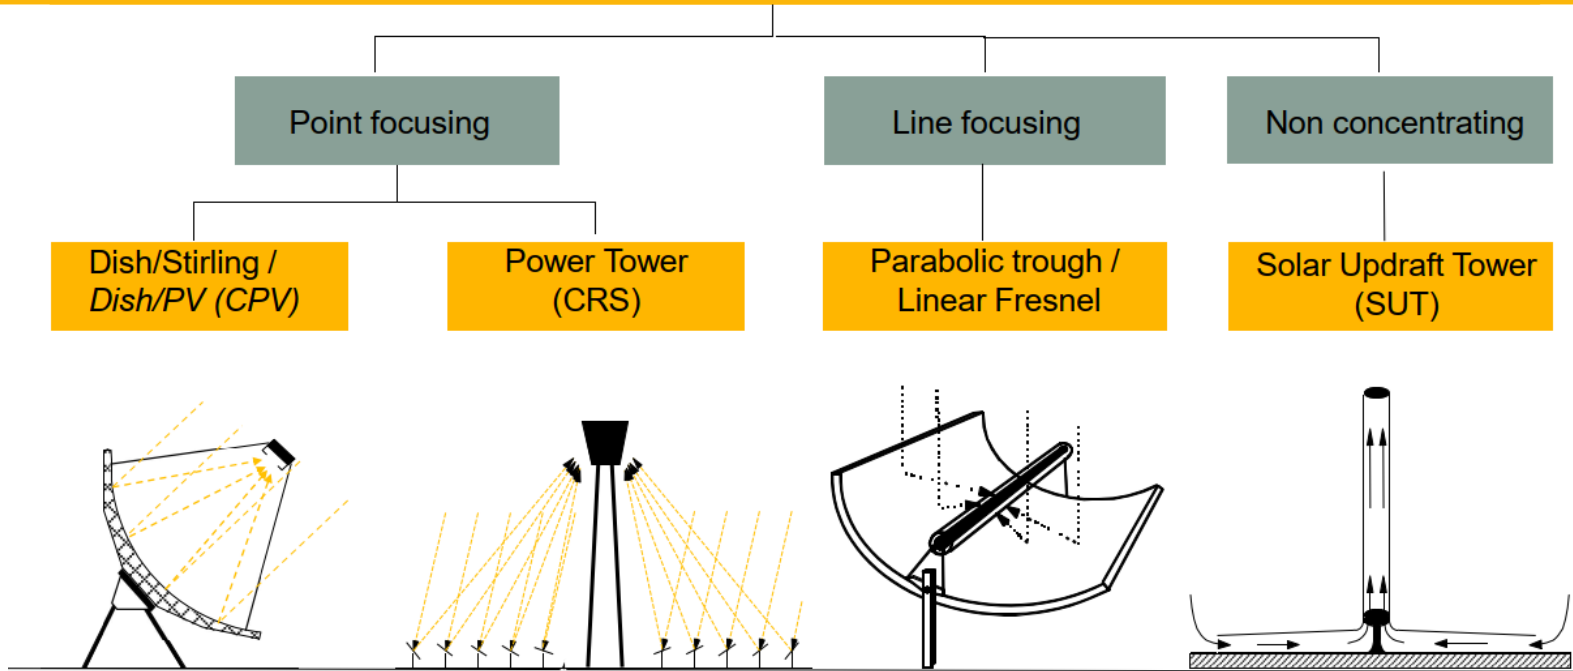 Point focusing
Line focusing
Non concentrating
Dish/Stirling /
Dish/PV (CPV)
Power Tower
(CRS)
Parabolic trough /
Linear Fresnel
Solar Updraft Tower
(SUT)